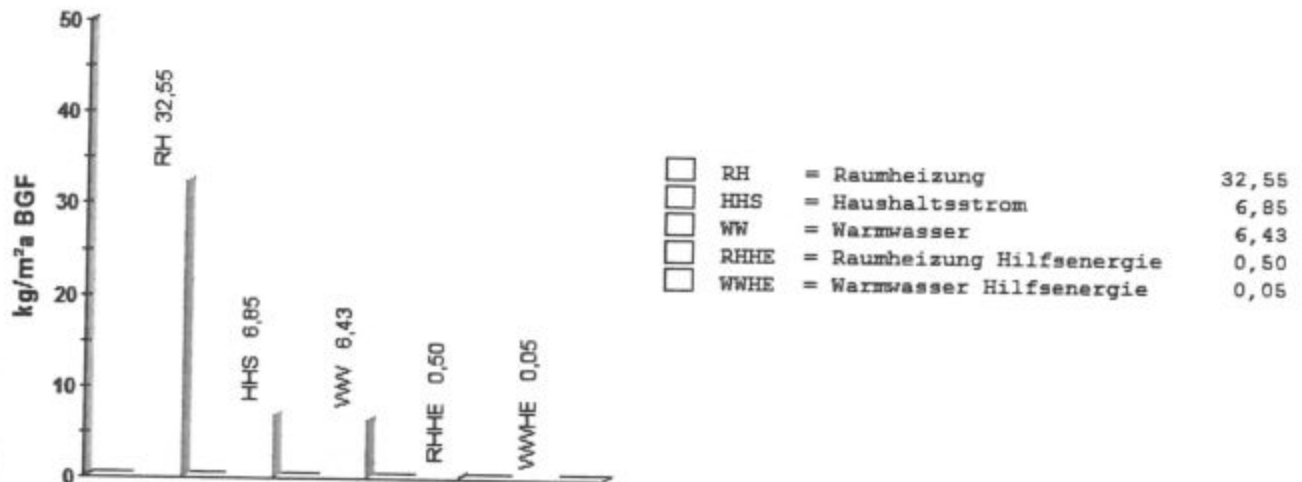 kg/m²a BGF
50
40
30
20
10
0
RH 32,55
HHS 6,85
WW 6,43
RHHE 0,50
WWHE 0,05
RH = Raumheizung 32,55
HHS = Haushaltsstrom 6,85
WW = Warmwasser 6,43
RHHE = Raumheizung Hilfsenergie 0,50
WWHE = Warmwasser Hilfsenergie 0,05